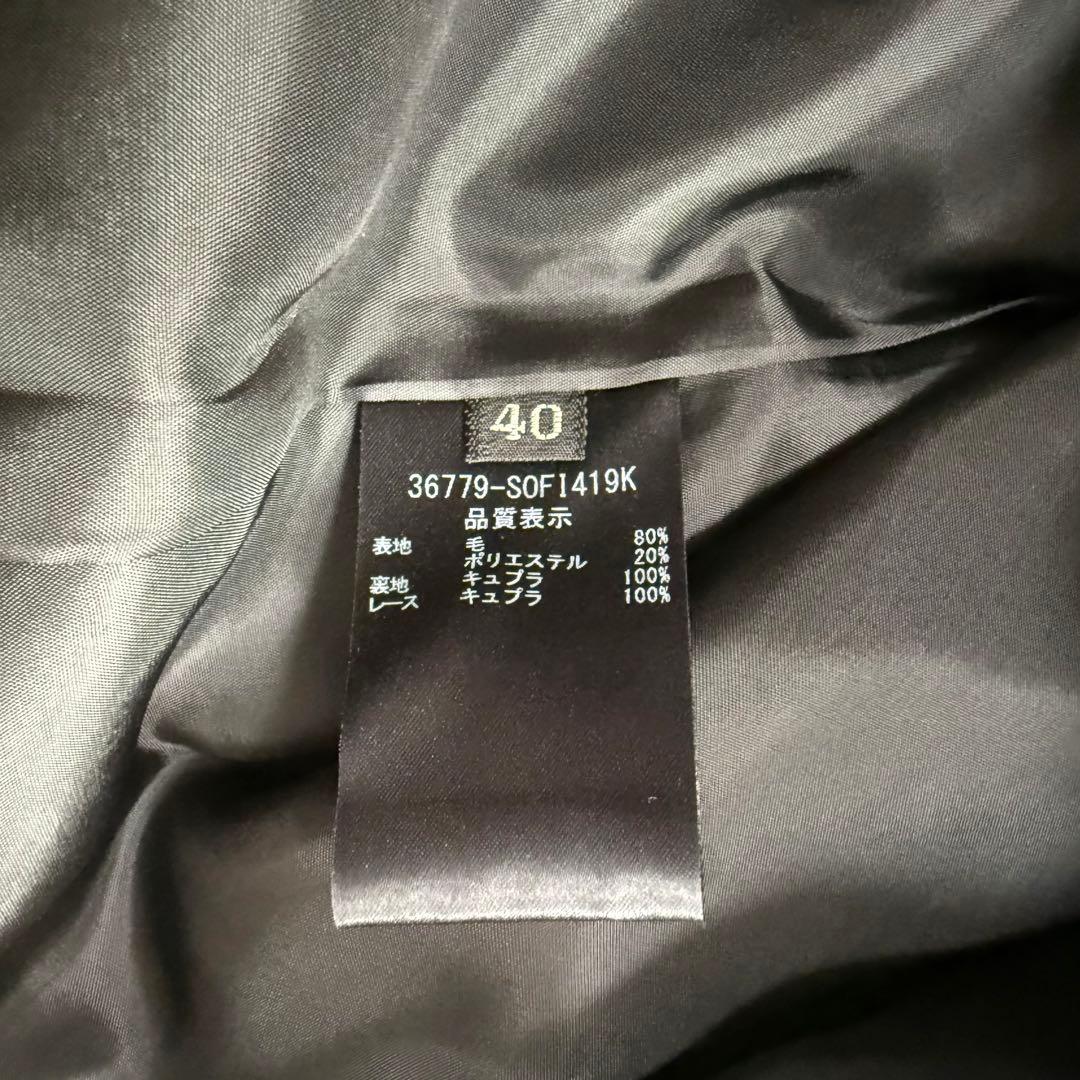 40
36779-SOFI419K
品質表示
表地 毛 80%
ポリエステル 20%
裏地 キュプラ 100%
レース キュプラ 100%